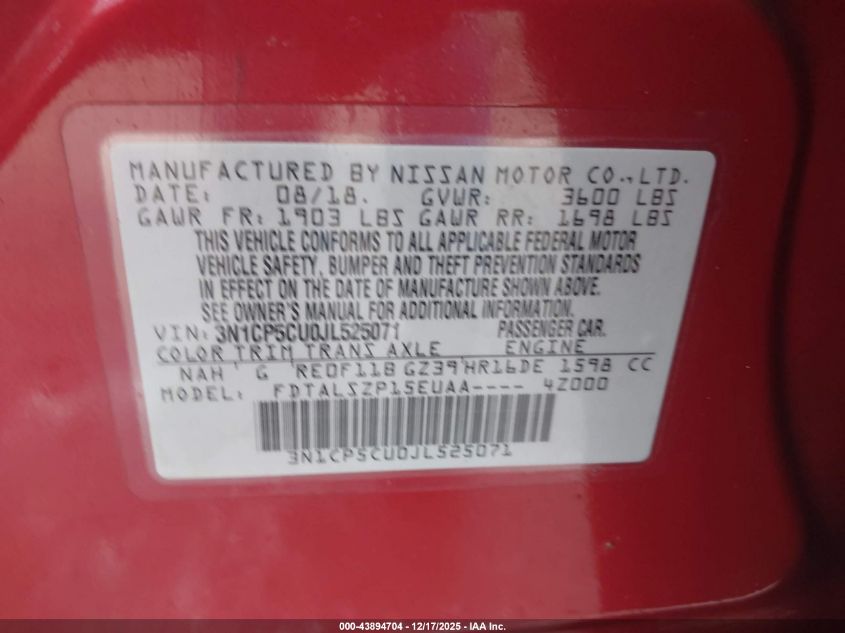 MANUFACTURED BY NISSAN MOTOR CO.,LTD.
DATE: 08/18. GVWR: 3600 LBS
GAWR FR: 1903 LBS GAWR RR: 1698 LBS
THIS VEHICLE CONFORMS TO ALL APPLICABLE FEDERAL MOTOR
VEHICLE SAFETY, BUMPER AND THEFT PREVENTION STANDARDS
IN EFFECT ON THE DATE OF MANUFACTURE SHOWN ABOVE.
SEE OWNER'S MANUAL FOR ADDITIONAL INFORMATION.
VIN: 3N1CP5CU0JL525071 PASSENGER CAR.
COLOR TRIM TRANS AXLE ENGINE
NAH G RE0F11B GZ39 HR16DE 1598 CC
MODEL: FDTALSZP15EUAA---- 4Z000
3N1CP5CU0JL525071
000-43894704 - 12/17/2025 - IAA Inc.